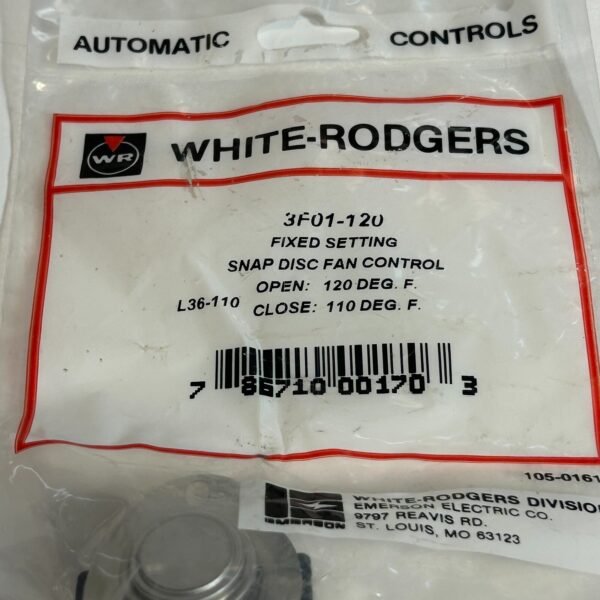 AUTOMATIC CONTROLS
WR WHITE-RODGERS
3F01-120
FIXED SETTING
SNAP DISC FAN CONTROL
OPEN: 120 DEG. F.
L36-110 CLOSE: 110 DEG. F.
7 86710 00170 3
105-0161
WHITE-RODGERS DIVISION
EMERSON ELECTRIC CO.
9797 REAVIS RD.
ST. LOUIS, MO 63123
EMERSON